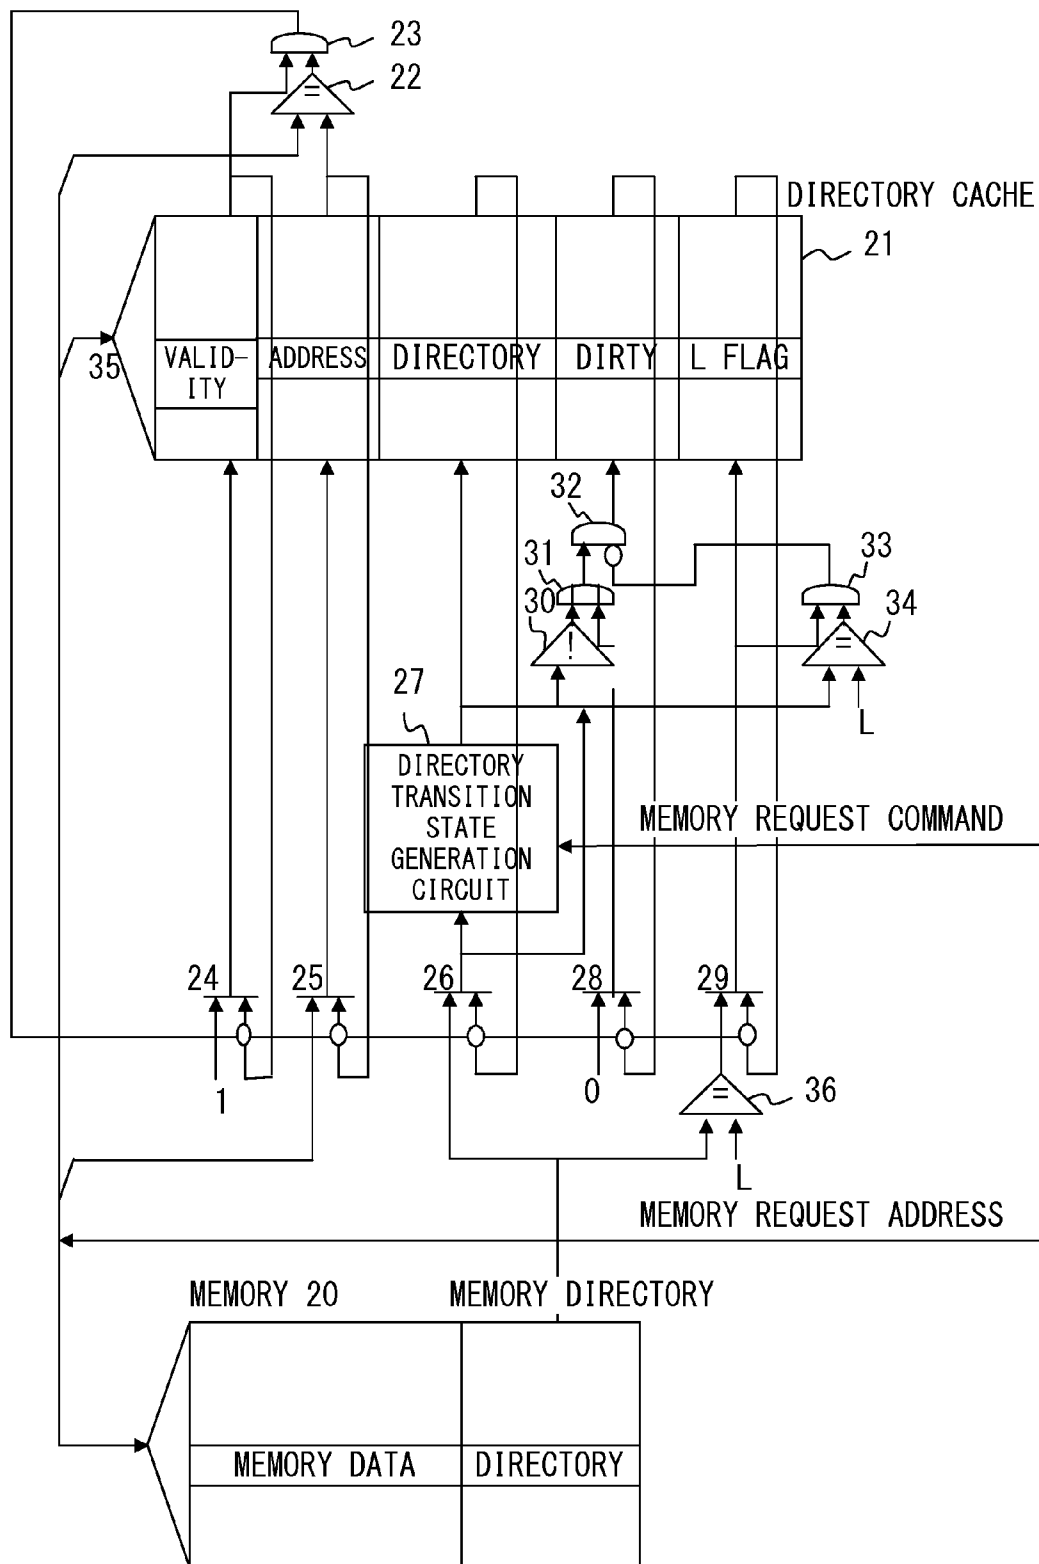 23
=
22
DIRECTORY CACHE
21
35
VALID-
ITY
ADDRESS
DIRECTORY
DIRTY
L FLAG
32
31
30
!
33
34
=
L
27
DIRECTORY
TRANSITION
STATE
GENERATION
CIRCUIT
MEMORY REQUEST COMMAND
24
25
26
28
29
1
0
=
36
L
MEMORY REQUEST ADDRESS
MEMORY 20
MEMORY DIRECTORY
MEMORY DATA
DIRECTORY